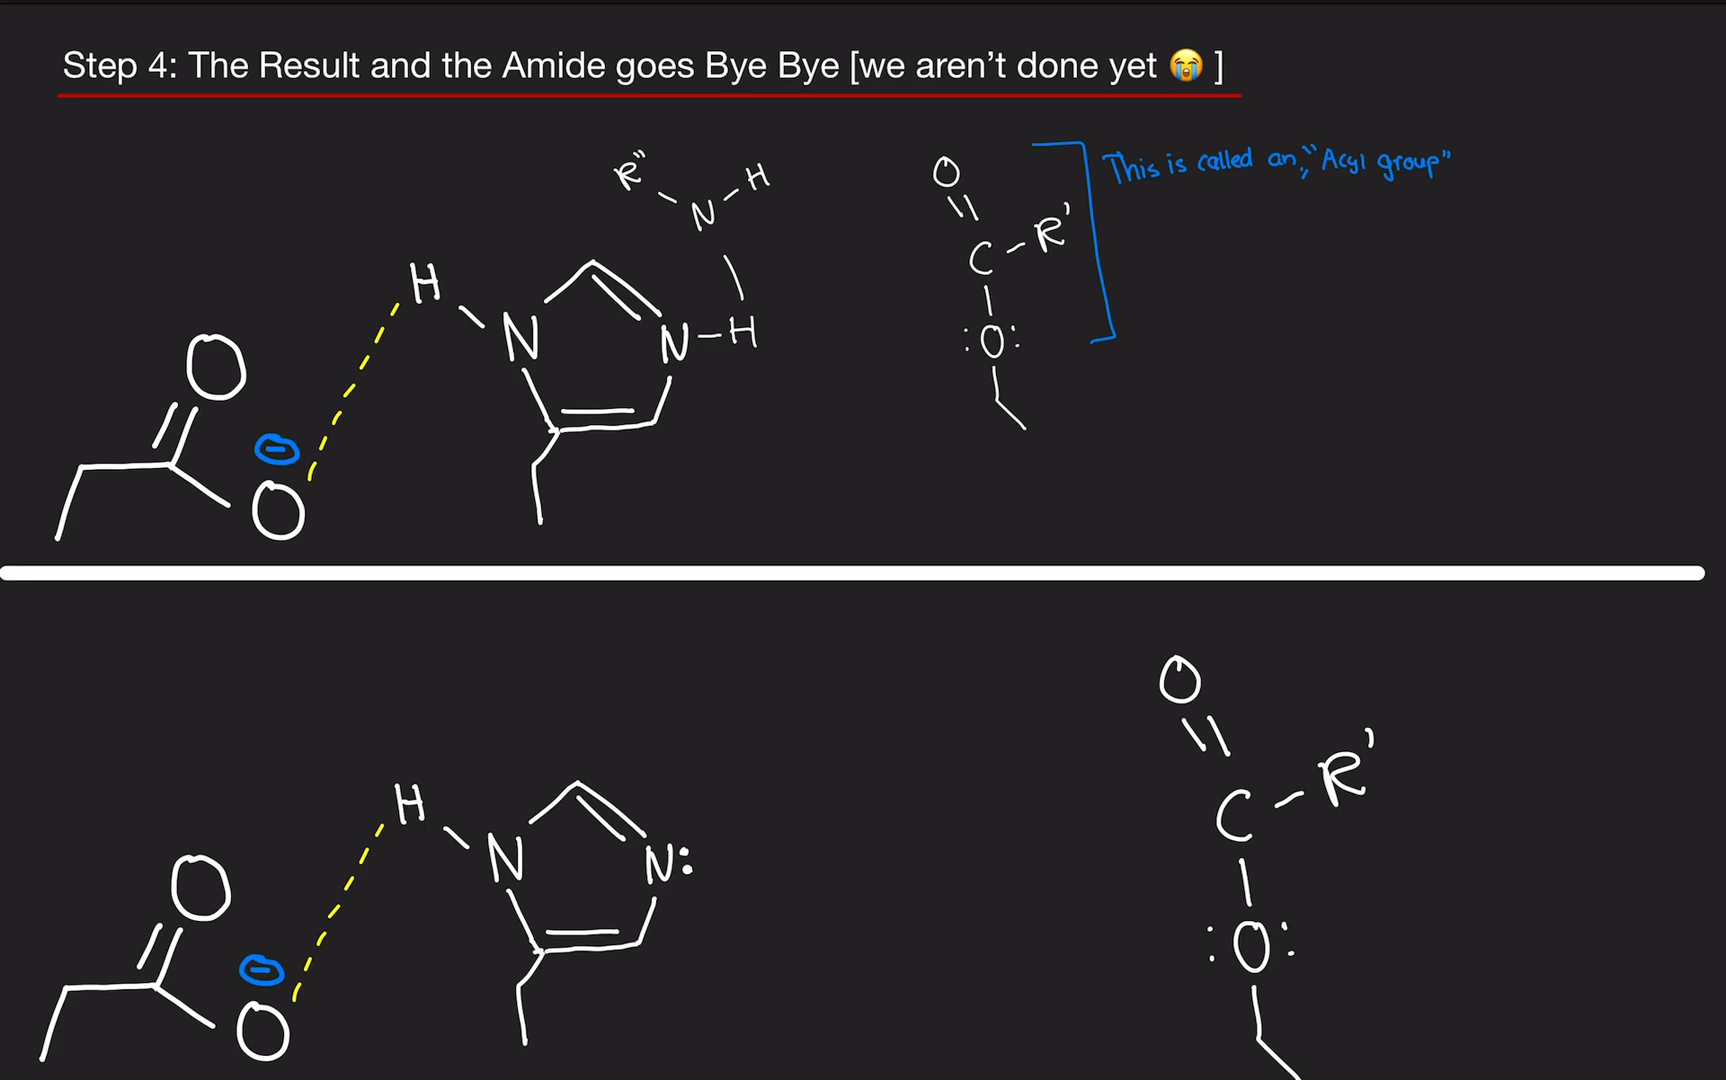 Step 4: The Result and the Amide goes Bye Bye [we aren’t done yet 😭 ]
This is called an, "Acyl group"
R" N H
O
C - R'
:O:
H
N
N-H
O
⊖
O
O
C - R'
:O:
H
N
N:
O
⊖
O